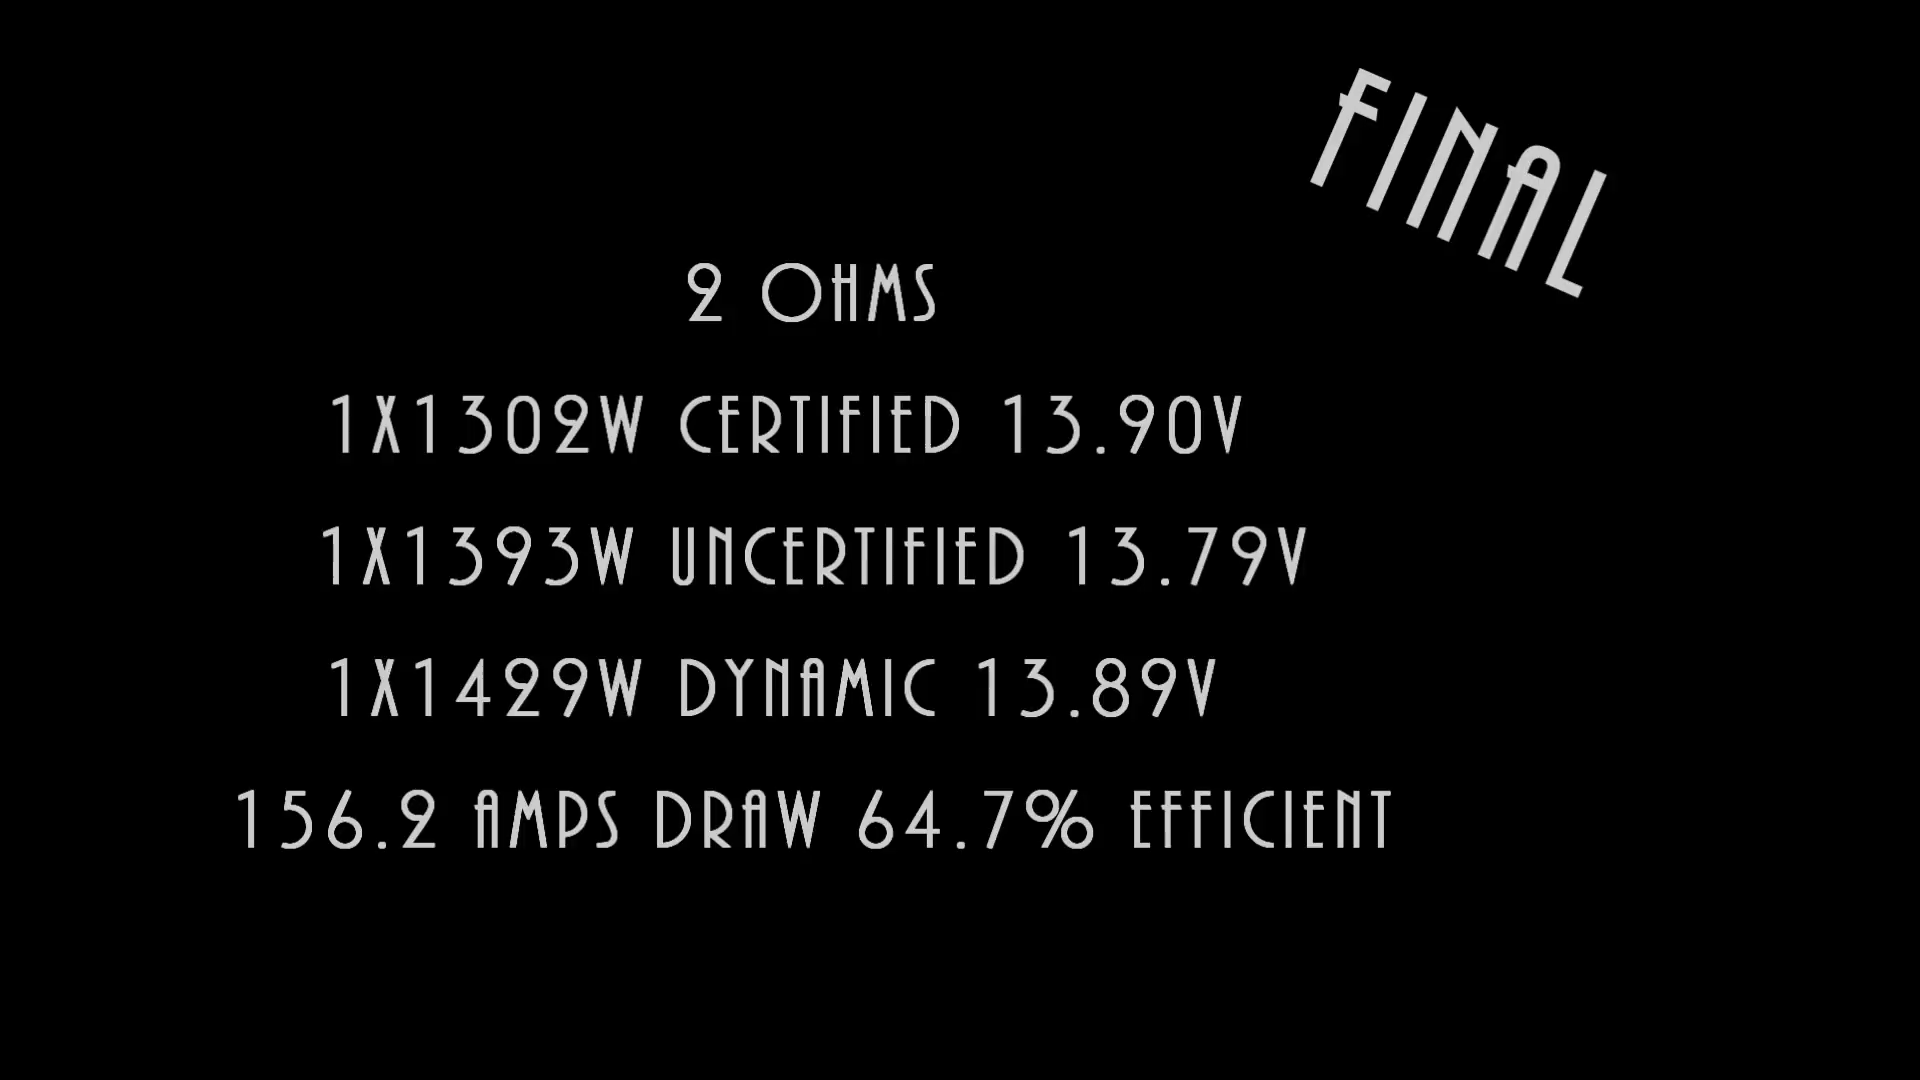 FINAL
2 OHMS
1X1302W CERTIFIED 13.90V
1X1393W UNCERTIFIED 13.79V
1X1429W DYNAMIC 13.89V
156.2 AMPS DRAW 64.7% EFFICIENT